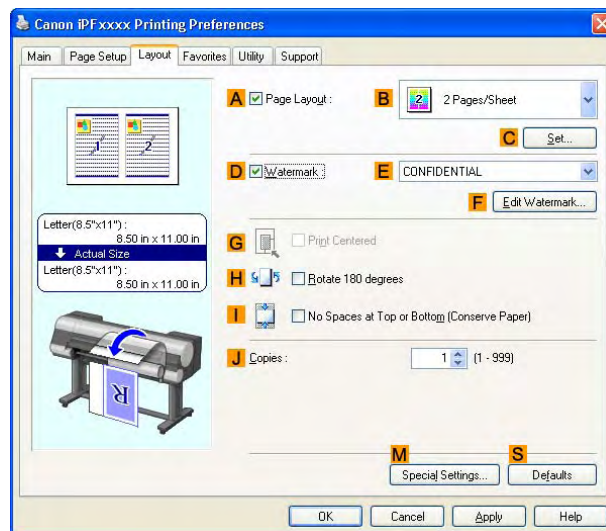 Canon iPFxxxx Printing Preferences
Main Page Setup Layout Favorites Utility Support
A Page Layout : B 2 2 Pages/Sheet
1 2
C Set...
D Watermark : E CONFIDENTIAL
F Edit Watermark...
Letter(8.5"x11") :
8.50 in x 11.00 in
Actual Size
Letter(8.5"x11") :
8.50 in x 11.00 in
G Print Centered
H Rotate 180 degrees
I No Spaces at Top or Bottom (Conserve Paper)
J Copies : 1 (1 - 999)
R
M S
Special Settings... Defaults
OK Cancel Apply Help